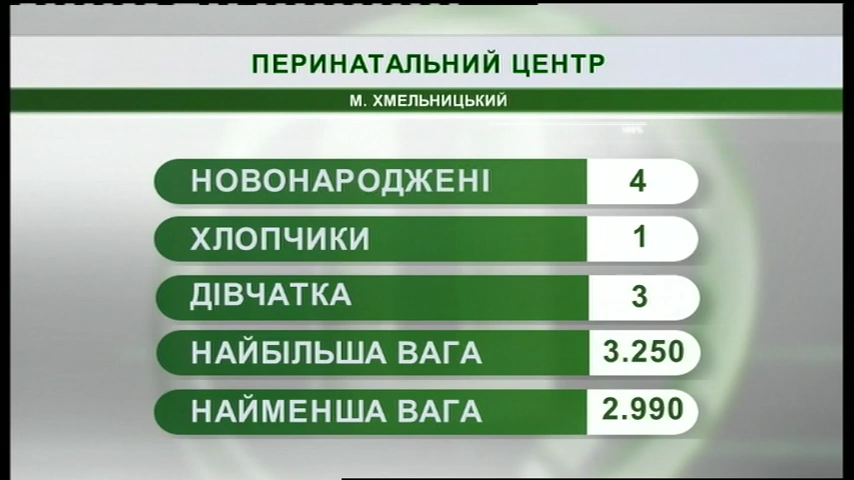 ПЕРИНАТАЛЬНИЙ ЦЕНТР
М. ХМЕЛЬНИЦЬКИЙ
НОВОНАРОДЖЕНІ 4
ХЛОПЧИКИ 1
ДІВЧАТКА 3
НАЙБІЛЬША ВАГА 3.250
НАЙМЕНША ВАГА 2.990